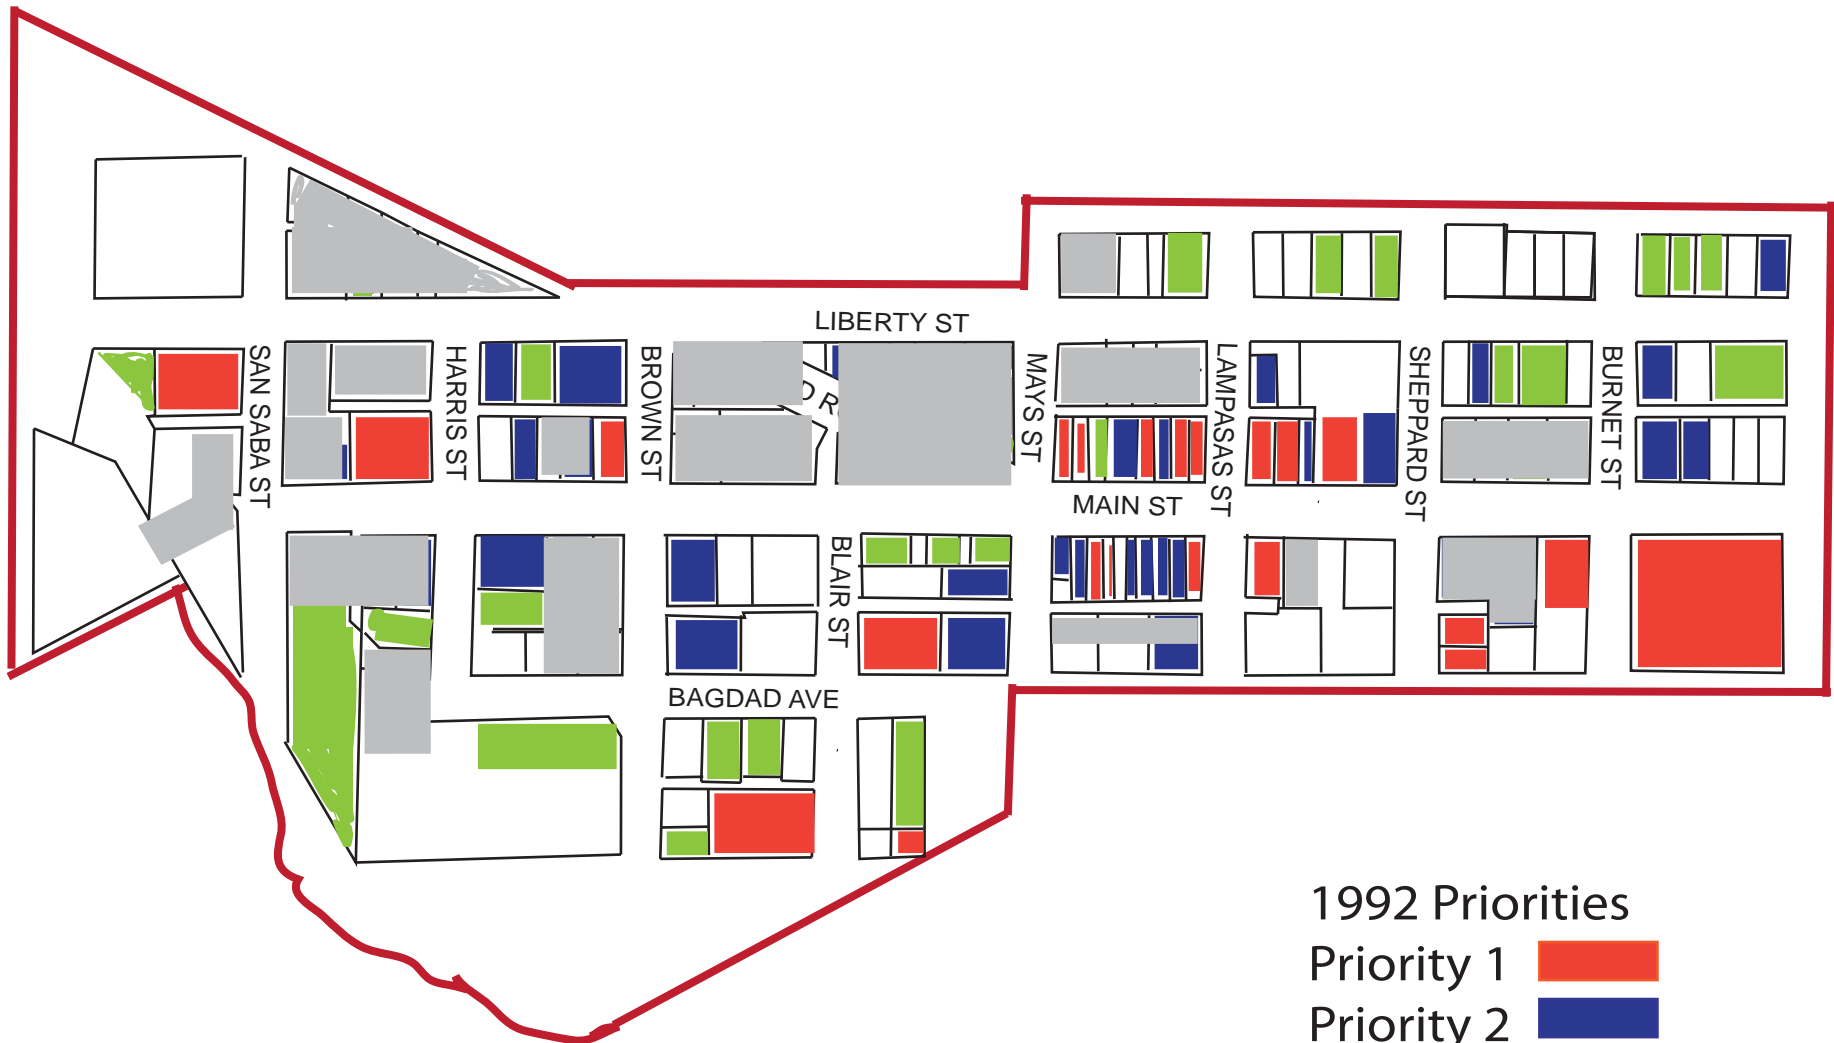 LIBERTY ST
SAN SABA ST
HARRIS ST
BROWN ST
MAYS ST
LAMPASAS ST
SHEPPARD ST
BURNET ST
MAIN ST
BLAIR ST
BAGDAD AVE
1992 Priorities
Priority 1
Priority 2